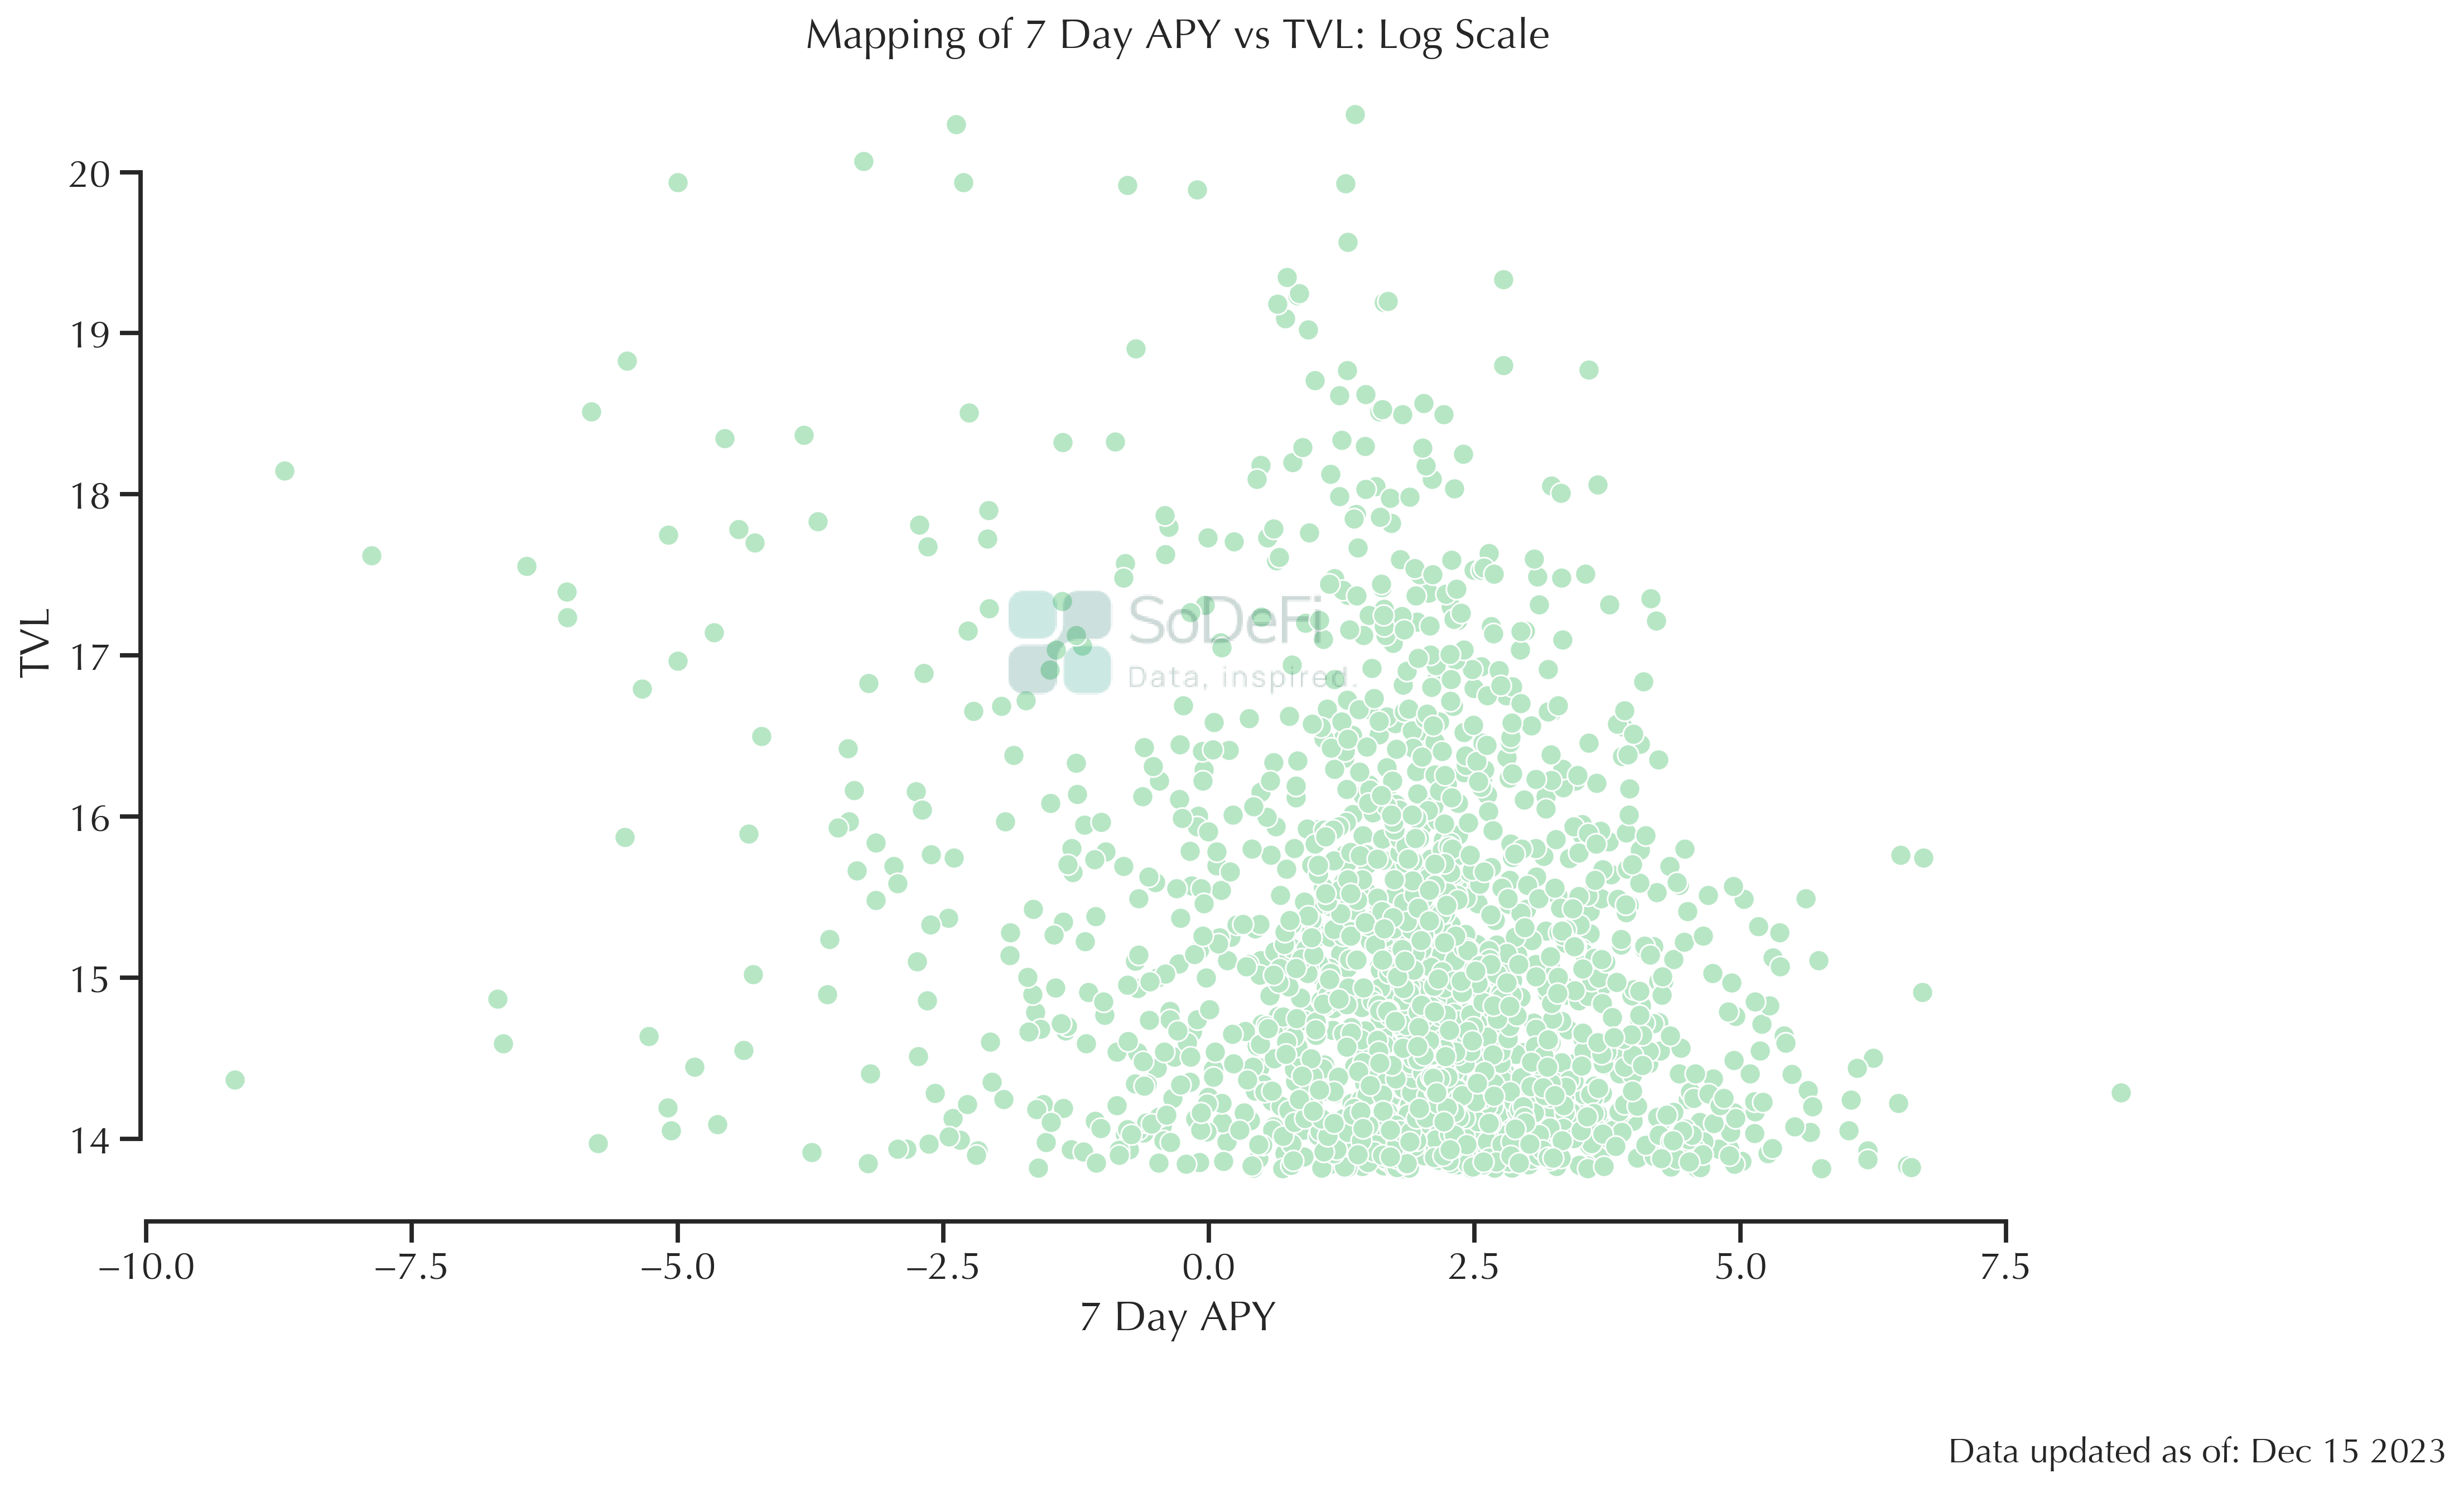 Mapping of 7 Day APY vs TVL: Log Scale
20
19
18
17
16
15
14
TVL
SoDeFi
Data, inspired.
−10.0 −7.5 −5.0 −2.5 0.0 2.5 5.0 7.5
7 Day APY
Data updated as of: Dec 15 2023